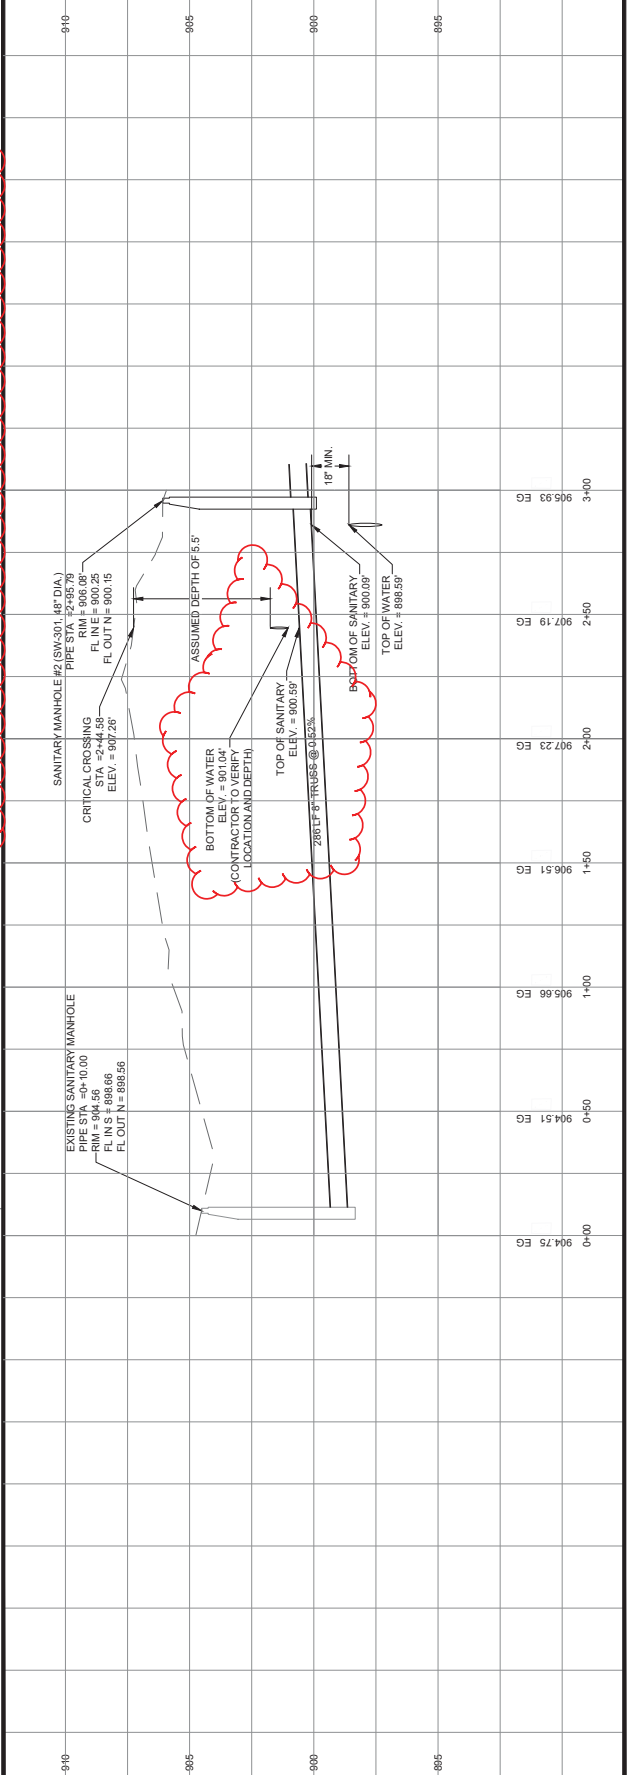 910
905
900
895
SANITARY MANHOLE #2 (SW-301, 48" DIA.)
PIPE STA =2+95.79
RIM = 906.08'
FL IN E = 900.25
FL OUT N = 900.15
CRITICAL CROSSING
STA =2+44.58
ELEV. = 907.26'
ASSUMED DEPTH OF 5.5'
BOTTOM OF WATER
ELEV. = 901.04'
(CONTRACTOR TO VERIFY
LOCATION AND DEPTH)
TOP OF SANITARY
ELEV. = 900.59'
286 LF 8" TRUSS @ 0.52%
18" MIN.
BOTTOM OF SANITARY
ELEV. = 900.09'
TOP OF WATER
ELEV. = 898.59'
EXISTING SANITARY MANHOLE
PIPE STA =0+10.00
RIM = 904.56
FL IN S = 898.66
FL OUT N = 898.56
910
905
900
895
904.75 EG
0+00
904.51 EG
0+50
905.66 EG
1+00
906.51 EG
1+50
907.23 EG
2+00
907.19 EG
2+50
905.93 EG
3+00